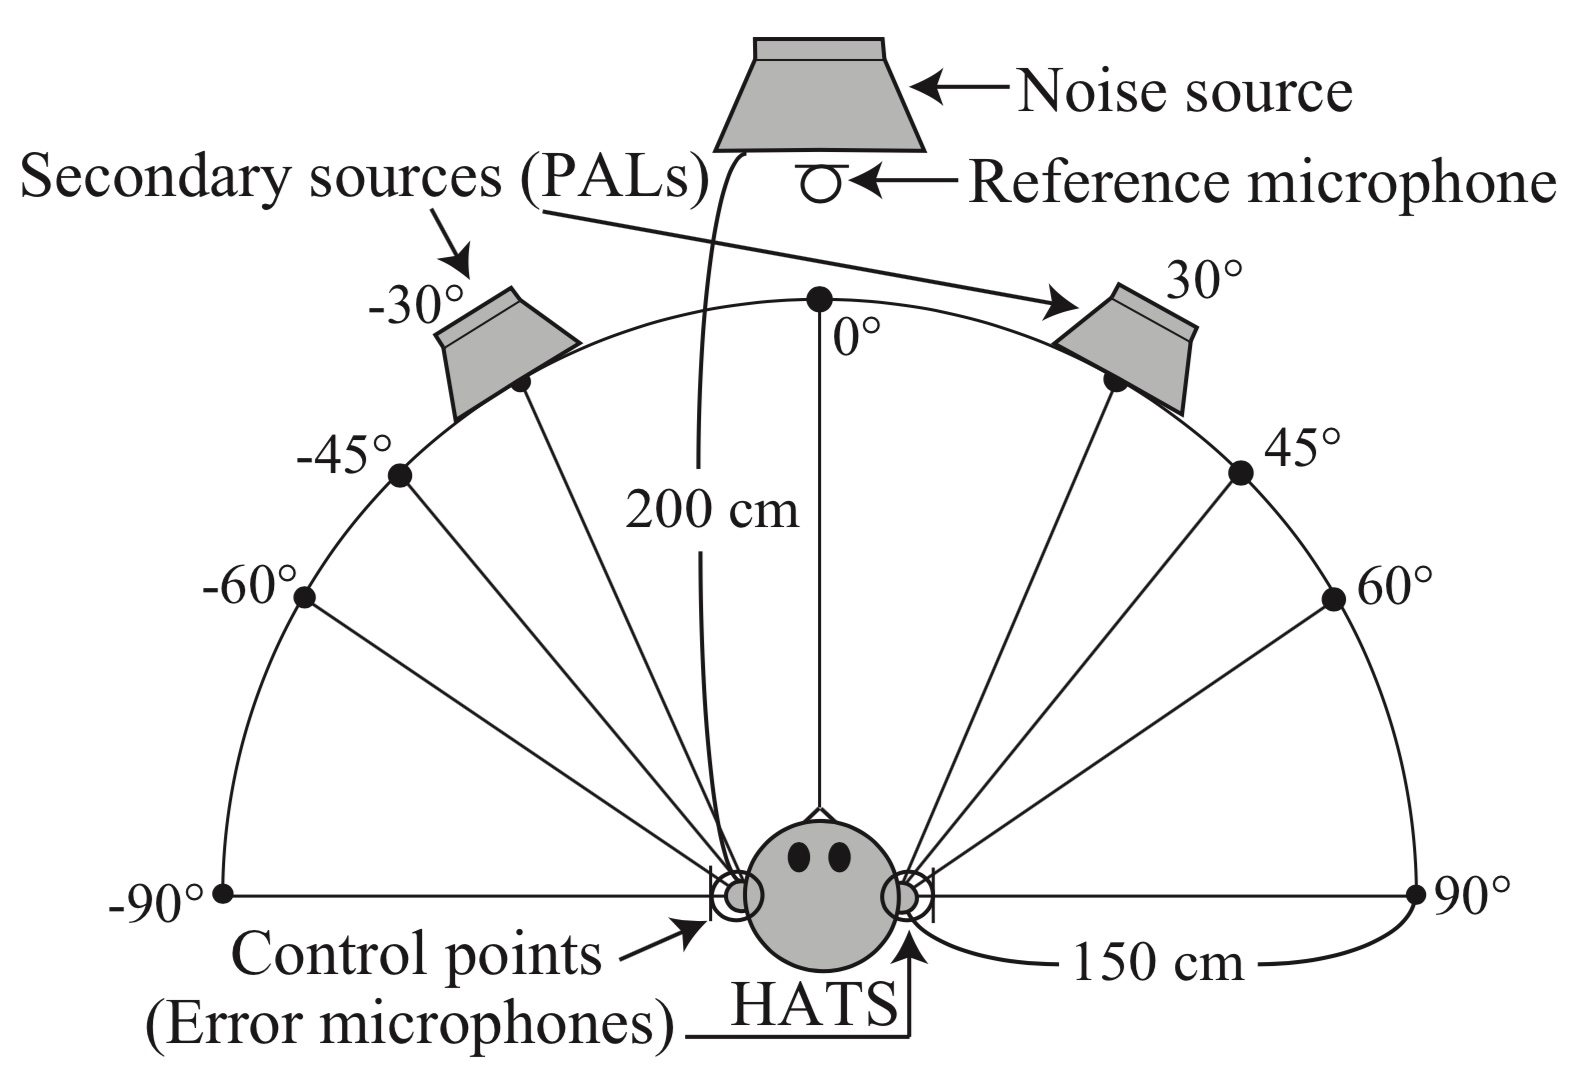 Noise source
Secondary sources (PALs)
Reference microphone
-30°
30°
0°
-45°
45°
200 cm
-60°
60°
-90°
90°
Control points
(Error microphones)
HATS
150 cm